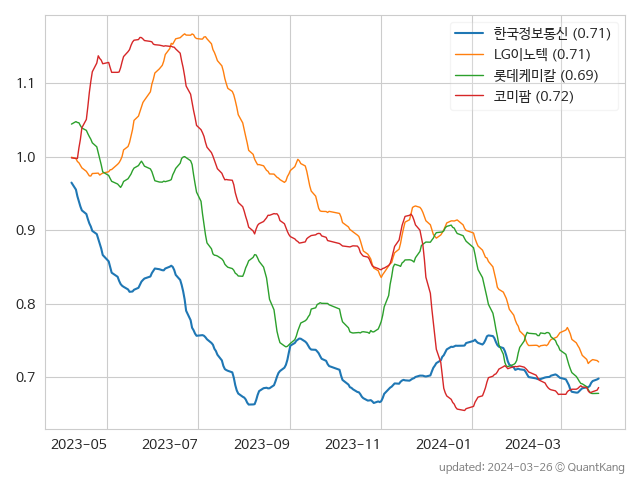 한국정보통신 (0.71)
LG이노텍 (0.71)
롯데케미칼 (0.69)
코미팜 (0.72)
1.1
1.0
0.9
0.8
0.7
2023-05 2023-07 2023-09 2023-11 2024-01 2024-03
updated: 2024-03-26 © QuantKang